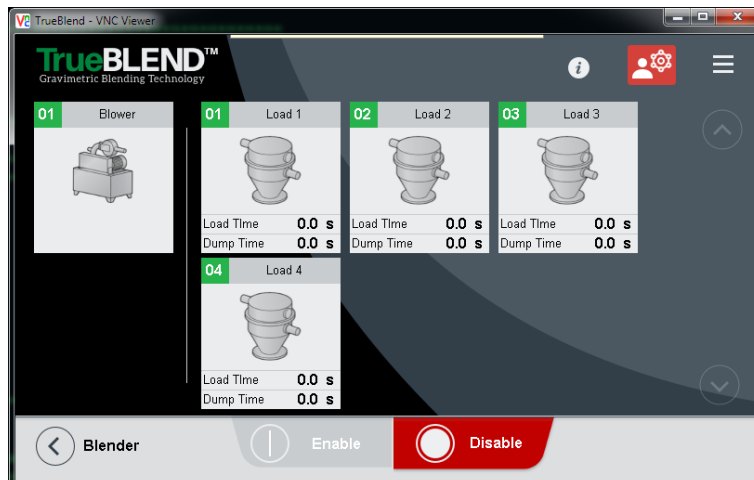 TrueBlend - VNC Viewer
TrueBLEND™
Gravimetric Blending Technology
01 Blower
01 Load 1
Load TIme 0.0 s
Dump Time 0.0 s
02 Load 2
Load TIme 0.0 s
Dump Time 0.0 s
03 Load 3
Load TIme 0.0 s
Dump Time 0.0 s
04 Load 4
Load TIme 0.0 s
Dump Time 0.0 s
Blender
Enable
Disable